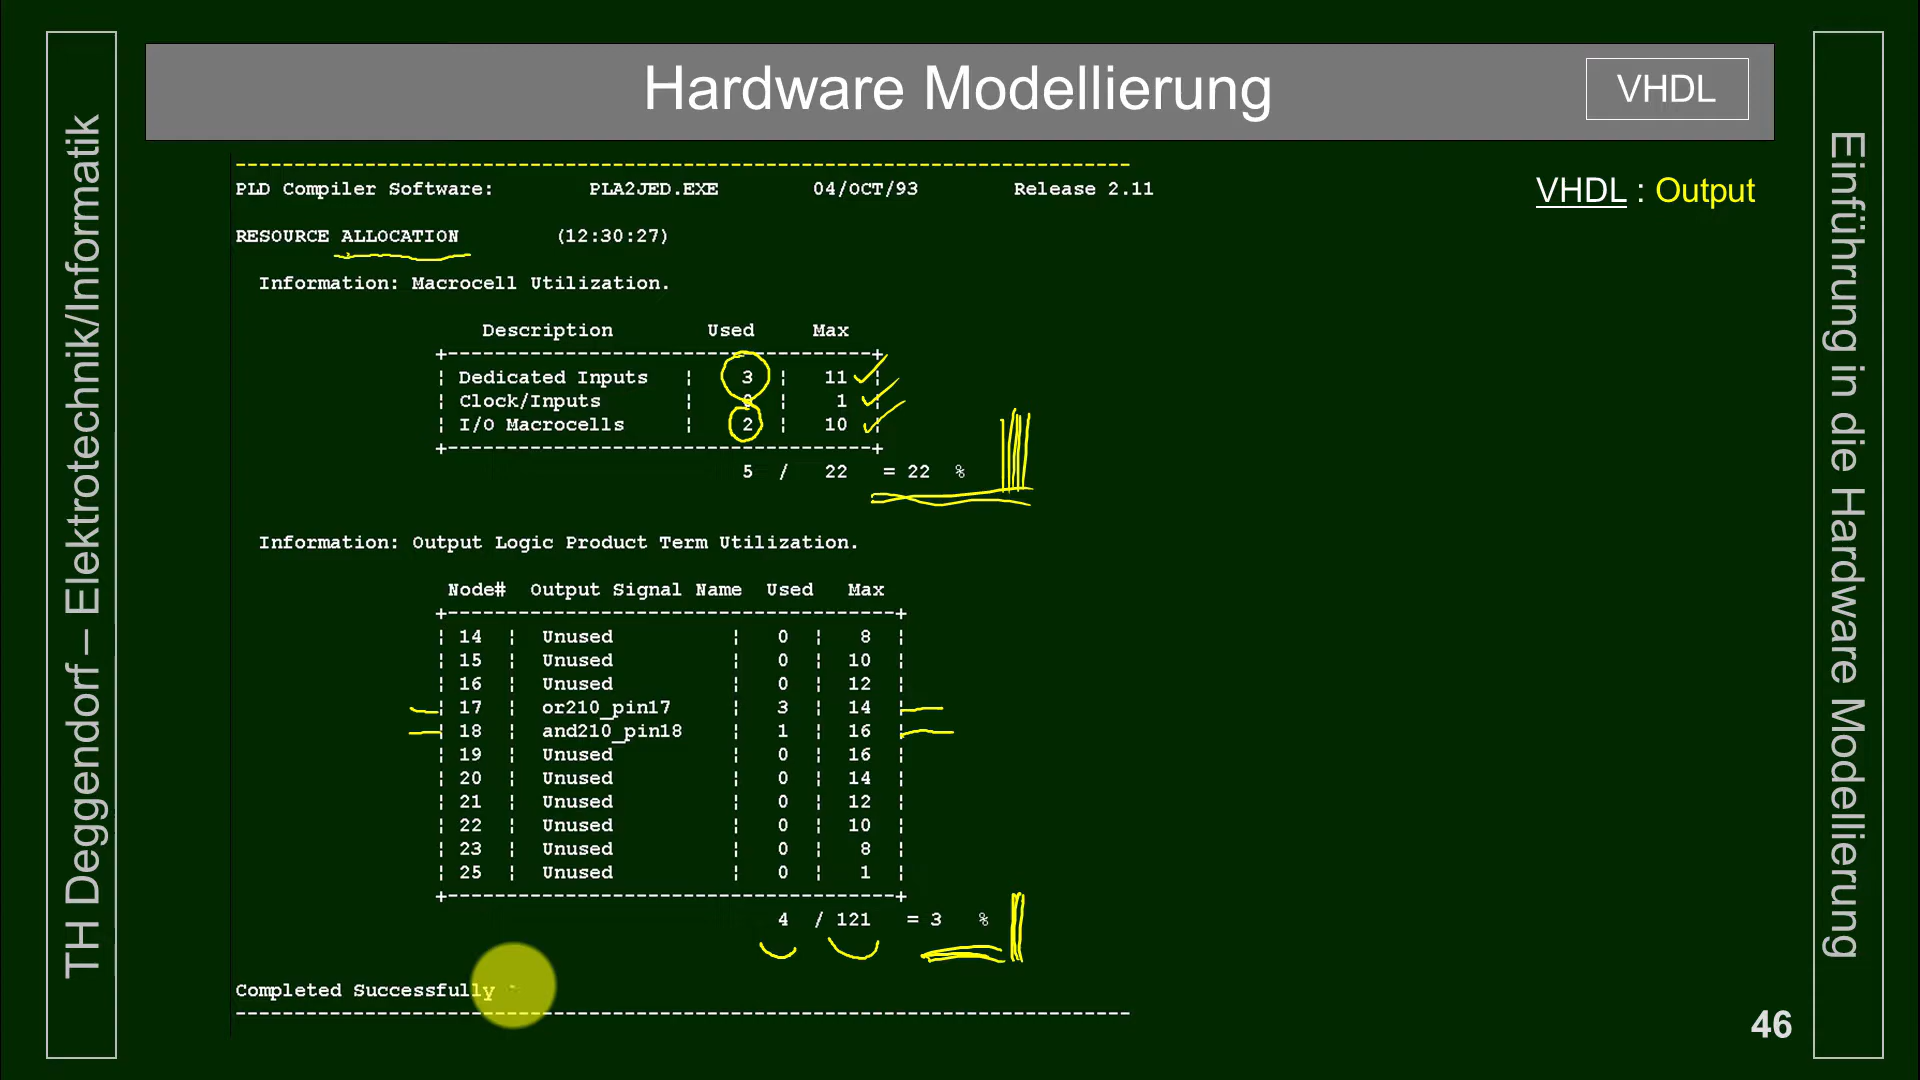 Hardware Modellierung
VHDL
TH Deggendorf – Elektrotechnik/Informatik
Einführung in die Hardware Modellierung
VHDL : Output
PLD Compiler Software: PLA2JED.EXE 04/OCT/93 Release 2.11
RESOURCE ALLOCATION (12:30:27)
Information: Macrocell Utilization.
Description Used Max
Dedicated Inputs | 3 | 11 |
Clock/Inputs | | 1 |
I/O Macrocells | 2 | 10 |
5 / 22 = 22 %
Information: Output Logic Product Term Utilization.
Node# Output Signal Name Used Max
| 14 | Unused | 0 | 8 |
| 15 | Unused | 0 | 10 |
| 16 | Unused | 0 | 12 |
| 17 | or210_pin17 | 3 | 14 |
| 18 | and210_pin18 | 1 | 16 |
| 19 | Unused | 0 | 16 |
| 20 | Unused | 0 | 14 |
| 21 | Unused | 0 | 12 |
| 22 | Unused | 0 | 10 |
| 23 | Unused | 0 | 8 |
| 25 | Unused | 0 | 1 |
4 / 121 = 3 %
Completed Successfully
46